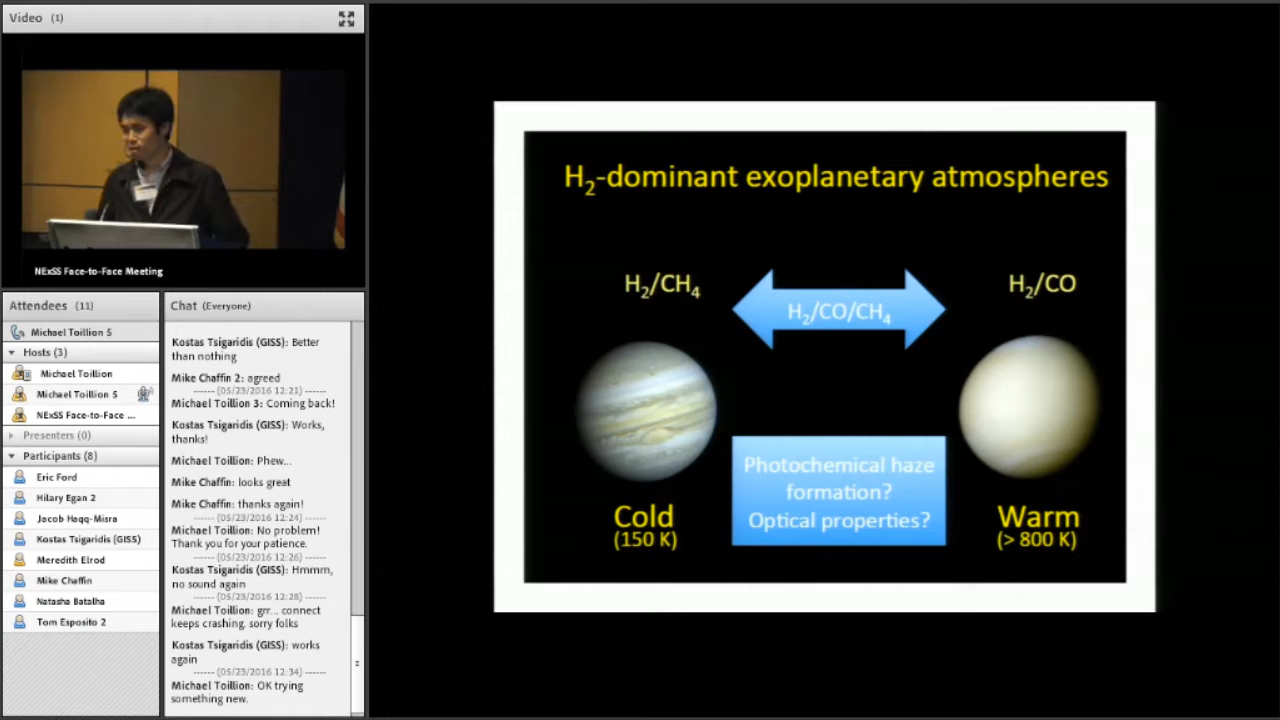 Video (1)
NExSS Face-to-Face Meeting
Attendees (11)
Michael Toillion 5
Hosts (3)
Michael Toillion
Michael Toillion 5
NExSS Face-to-Face ...
Presenters (0)
Participants (8)
Eric Ford
Hilary Egan 2
Jacob Haqq-Misra
Kostas Tsigaridis (GISS)
Meredith Elrod
Mike Chaffin
Natasha Batalha
Tom Esposito 2
Chat (Everyone)
Kostas Tsigaridis (GISS): Better
than nothing
Mike Chaffin 2: agreed
------ (05/23/2016 12:21) ------
Michael Toillion 3: Coming back!
Kostas Tsigaridis (GISS): Works,
thanks!
Michael Toillion: Phew...
Mike Chaffin: looks great
Mike Chaffin: thanks again!
------ (05/23/2016 12:24) ------
Michael Toillion: No problem!
Thank you for your patience.
------ (05/23/2016 12:26) ------
Kostas Tsigaridis (GISS): Hmmm,
no sound again
------ (05/23/2016 12:28) ------
Michael Toillion: grr... connect
keeps crashing. sorry folks
Kostas Tsigaridis (GISS): works
again
------ (05/23/2016 12:34) ------
Michael Toillion: OK trying
something new.
H2-dominant exoplanetary atmospheres
H2/CH4
H2/CO/CH4
H2/CO
Photochemical haze
formation?
Optical properties?
Cold
(150 K)
Warm
(> 800 K)